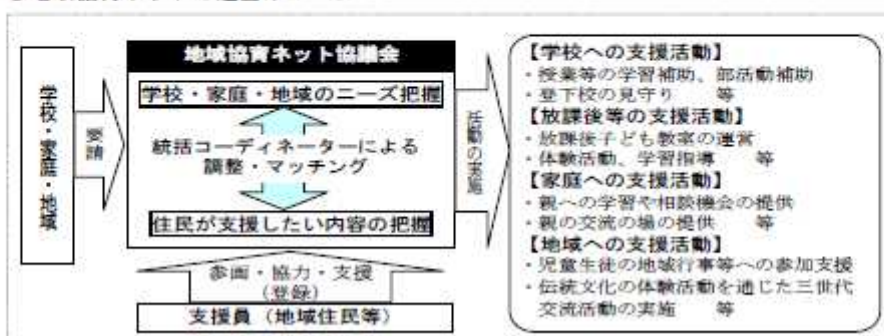 学校・家庭・地域
要請
地域協育ネット協議会
学校・家庭・地域のニーズ把握
統括コーディネーターによる
調整・マッチング
住民が支援したい内容の把握
参画・協力・支援
(登録)
支援員（地域住民等）
活動の実施
【学校への支援活動】
・授業等の学習補助、部活動補助
・登下校の見守り　　等
【放課後等の支援活動】
・放課後子ども教室の運営
・体験活動、学習指導　　等
【家庭への支援活動】
・親への学習や相談機会の提供
・親の交流の場の提供　　等
【地域への支援活動】
・児童生徒の地域行事等への参加支援
・伝統文化の体験活動を通じた三世代
交流活動の実施　　等